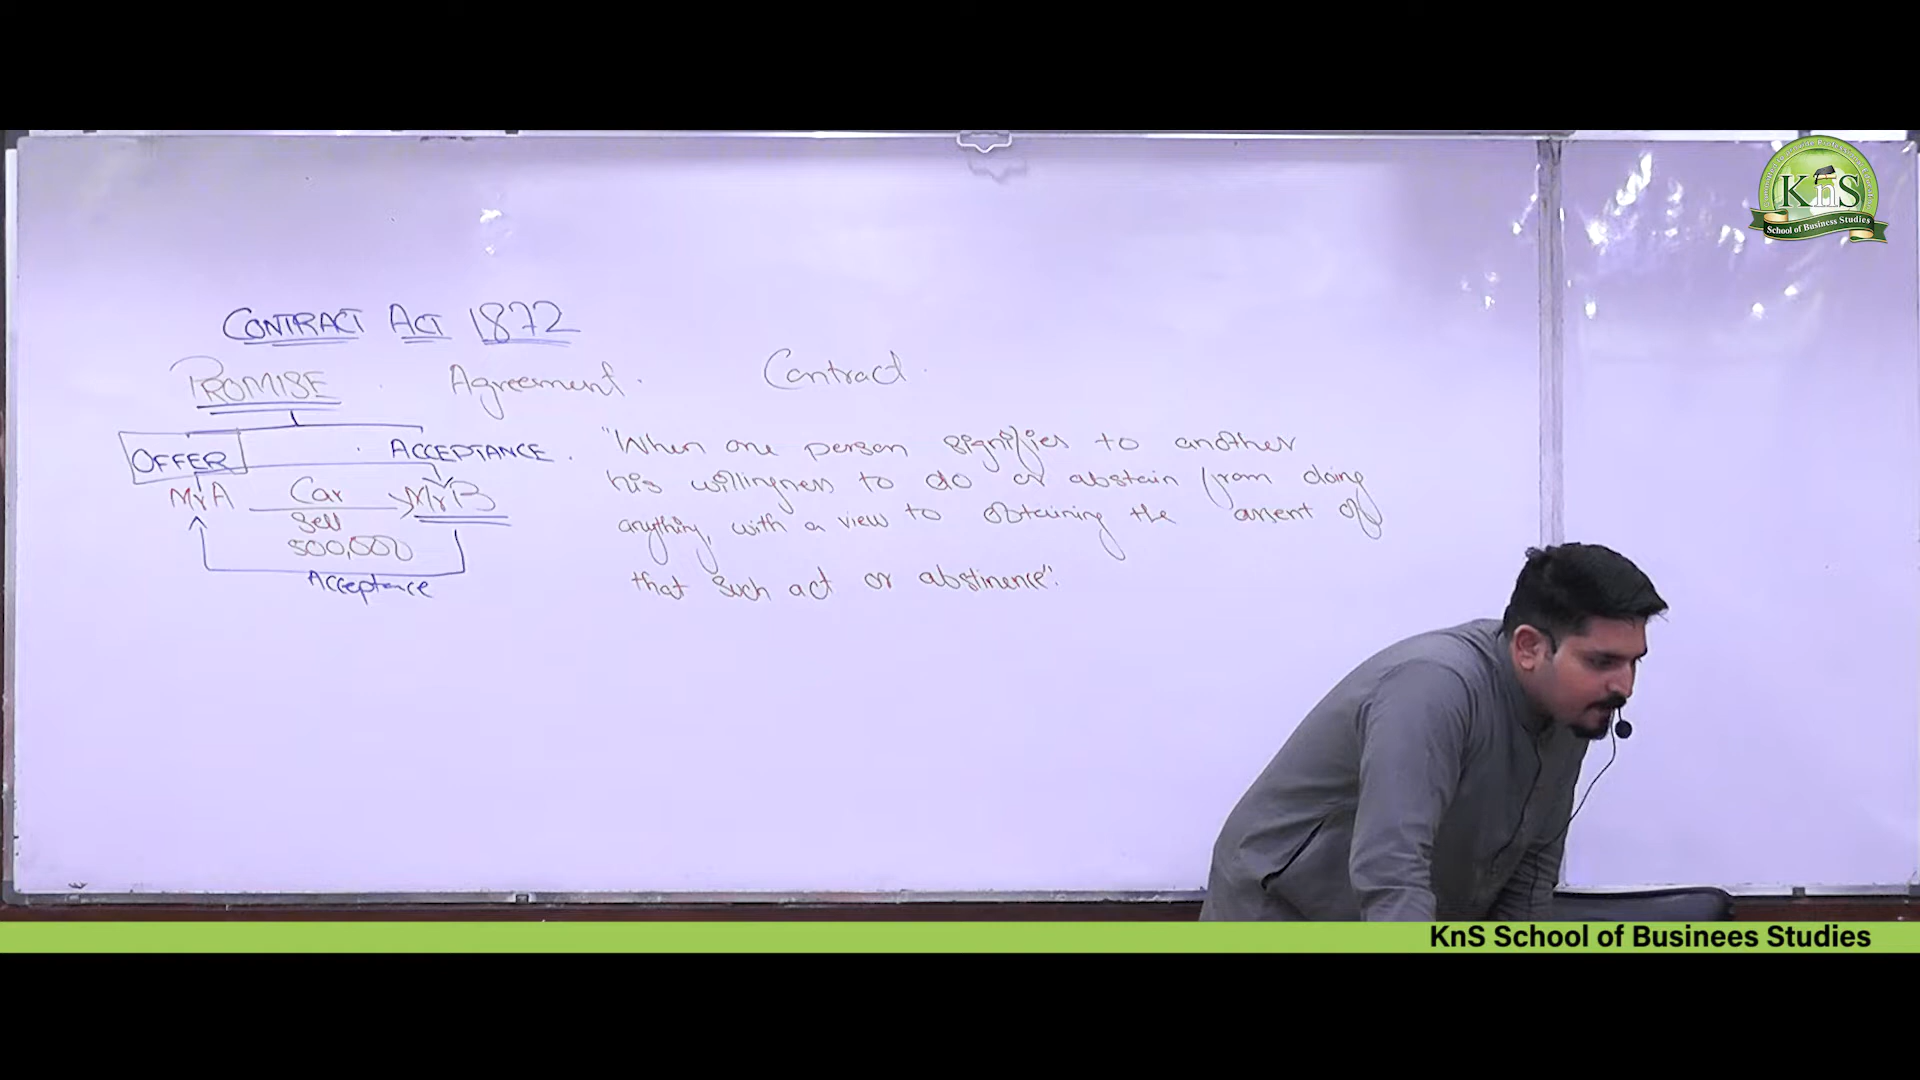 KnS
School of Business Studies
CONTRACT ACT 1872
PROMISE Agreement. Contract.
OFFER ACCEPTANCE.
Mr A Car Mr B
Sell
500,000
Acceptance
"When one person signifies to another
his willingness to do or abstain from doing
anything, with a view to obtaining the assent of
that such act or abstinence".
KnS School of Businees Studies